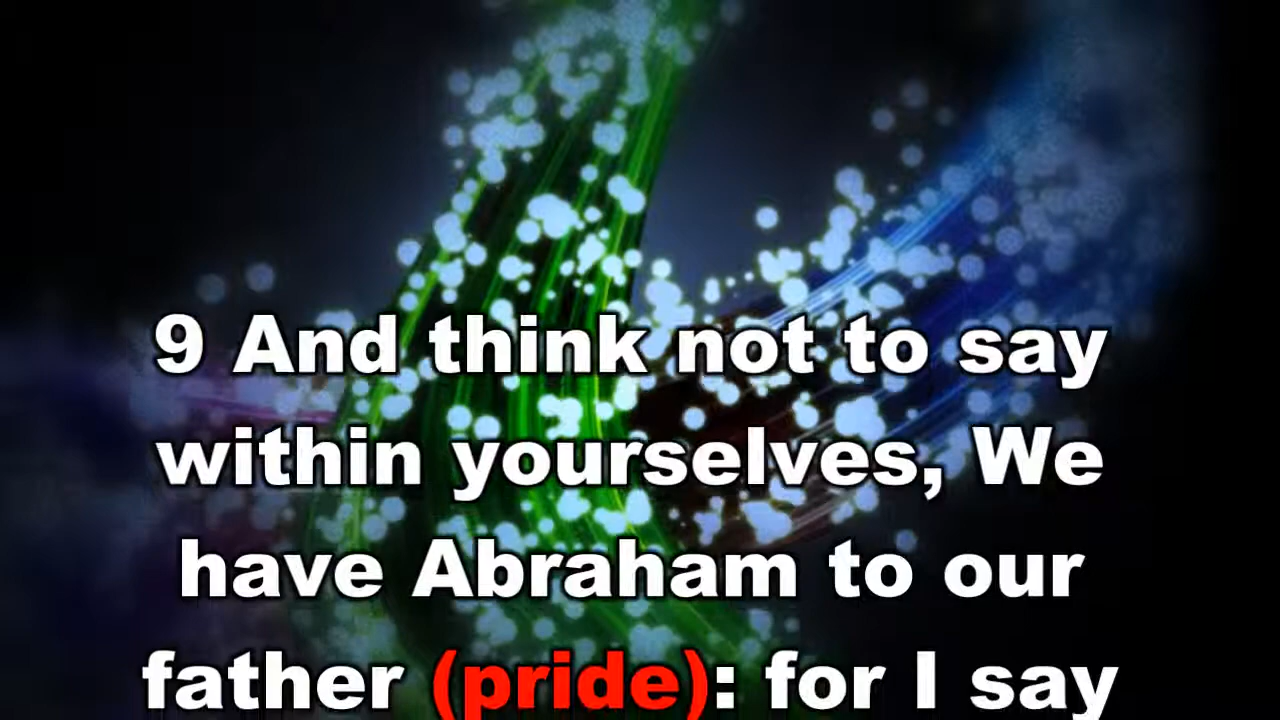 9 And think not to say
within yourselves, We
have Abraham to our
father (pride): for I say